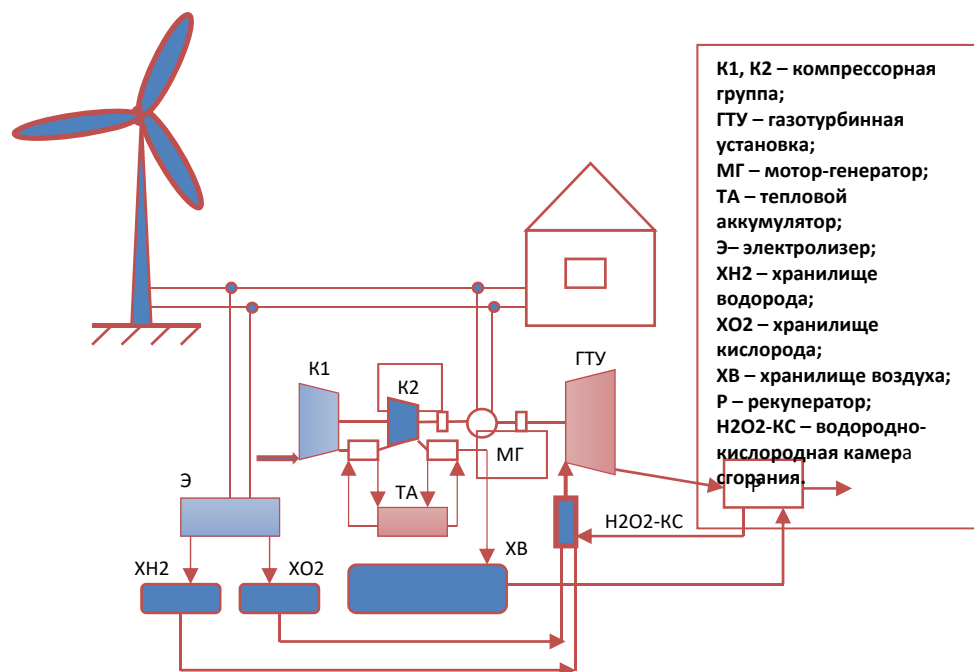 К1, К2 – компрессорная
группа;
ГТУ – газотурбинная
установка;
МГ – мотор-генератор;
ТА – тепловой
аккумулятор;
Э– электролизер;
ХН2 – хранилище
водорода;
ХО2 – хранилище
кислорода;
ХВ – хранилище воздуха;
Р – рекуператор;
Н2О2-КС – водородно-
кислородная камера
сгорания.
К1
К2
ГТУ
МГ
ТА
Э
Р
Н2О2-КС
ХВ
ХН2
ХО2